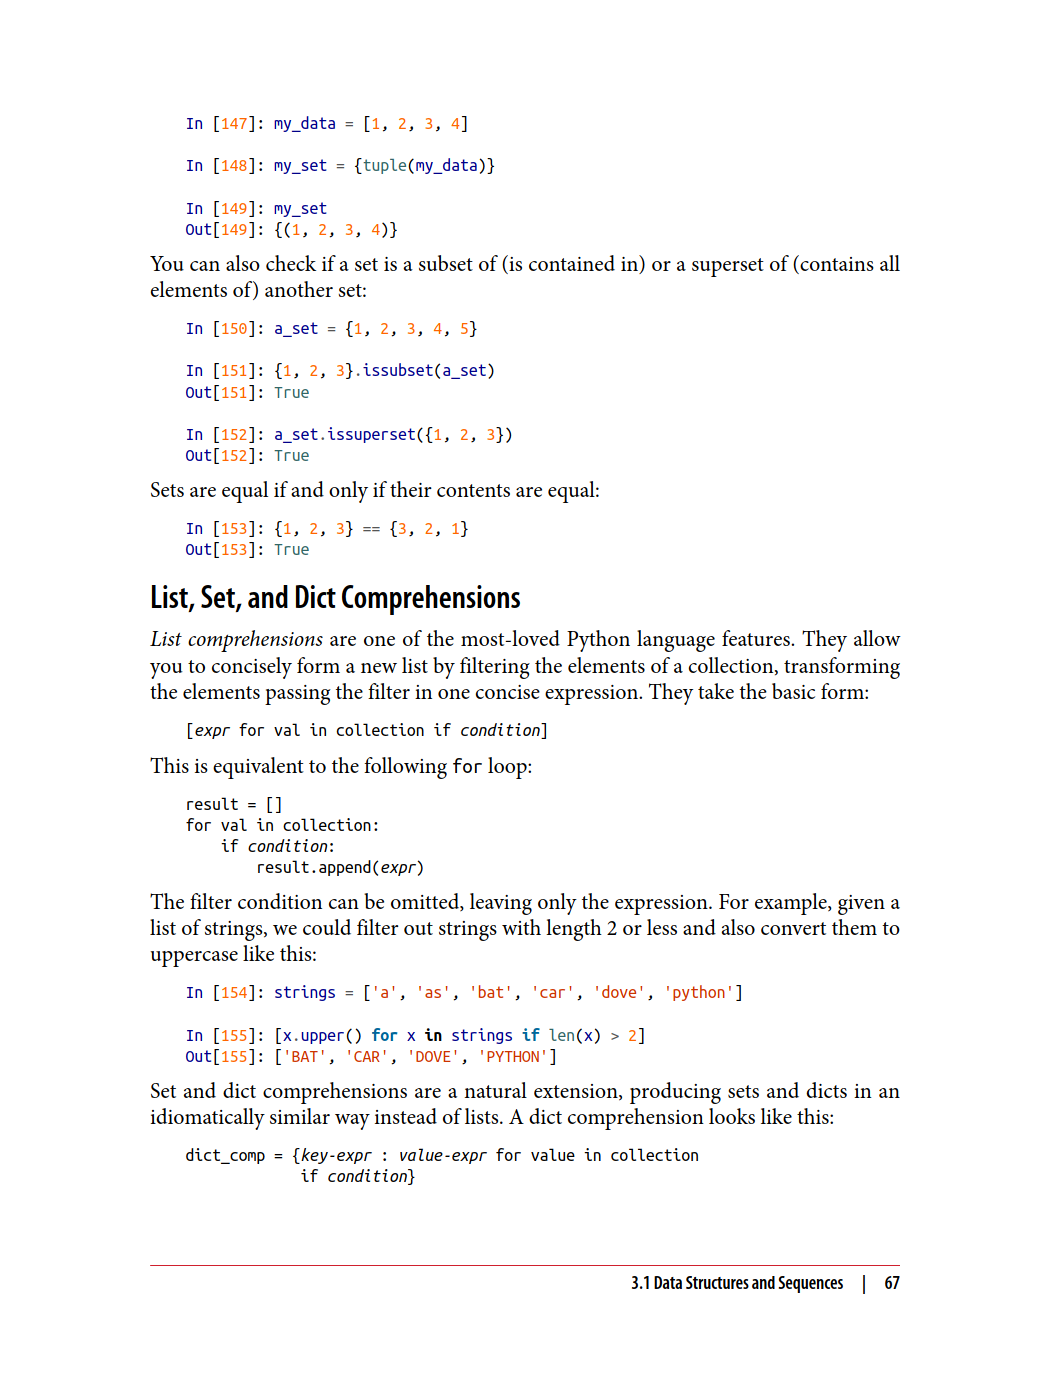 In [147]: my_data = [1, 2, 3, 4]
In [148]: my_set = {tuple(my_data)}
In [149]: my_set
Out[149]: {(1, 2, 3, 4)}
You can also check if a set is a subset of (is contained in) or a superset of (contains all
elements of) another set:
In [150]: a_set = {1, 2, 3, 4, 5}
In [151]: {1, 2, 3}.issubset(a_set)
Out[151]: True
In [152]: a_set.issuperset({1, 2, 3})
Out[152]: True
Sets are equal if and only if their contents are equal:
In [153]: {1, 2, 3} == {3, 2, 1}
Out[153]: True
List, Set, and Dict Comprehensions
List comprehensions are one of the most-loved Python language features. They allow
you to concisely form a new list by filtering the elements of a collection, transforming
the elements passing the filter in one concise expression. They take the basic form:
[expr for val in collection if condition]
This is equivalent to the following for loop:
result = []
for val in collection:
    if condition:
        result.append(expr)
The filter condition can be omitted, leaving only the expression. For example, given a
list of strings, we could filter out strings with length 2 or less and also convert them to
uppercase like this:
In [154]: strings = ['a', 'as', 'bat', 'car', 'dove', 'python']
In [155]: [x.upper() for x in strings if len(x) > 2]
Out[155]: ['BAT', 'CAR', 'DOVE', 'PYTHON']
Set and dict comprehensions are a natural extension, producing sets and dicts in an
idiomatically similar way instead of lists. A dict comprehension looks like this:
dict_comp = {key-expr : value-expr for value in collection
             if condition}
3.1 Data Structures and Sequences | 67